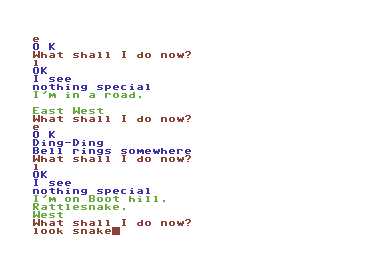 e
O K
What shall I do now?
l
OK
I see
nothing special
I'm in a road.
East West
What shall I do now?
e
O K
Ding-Ding
Bell rings somewhere
What shall I do now?
l
OK
I see
nothing special
I'm on Boot hill.
Rattlesnake.
West
What shall I do now?
look snake